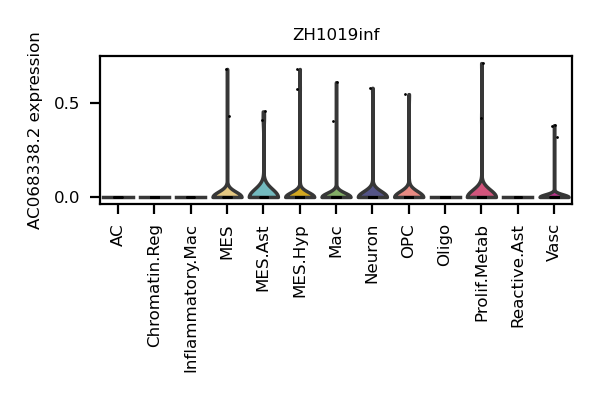 ZH1019inf
AC068338.2 expression
0.5
0.0
AC
Chromatin.Reg
Inflammatory.Mac
MES
MES.Ast
MES.Hyp
Mac
Neuron
OPC
Oligo
Prolif.Metab
Reactive.Ast
Vasc